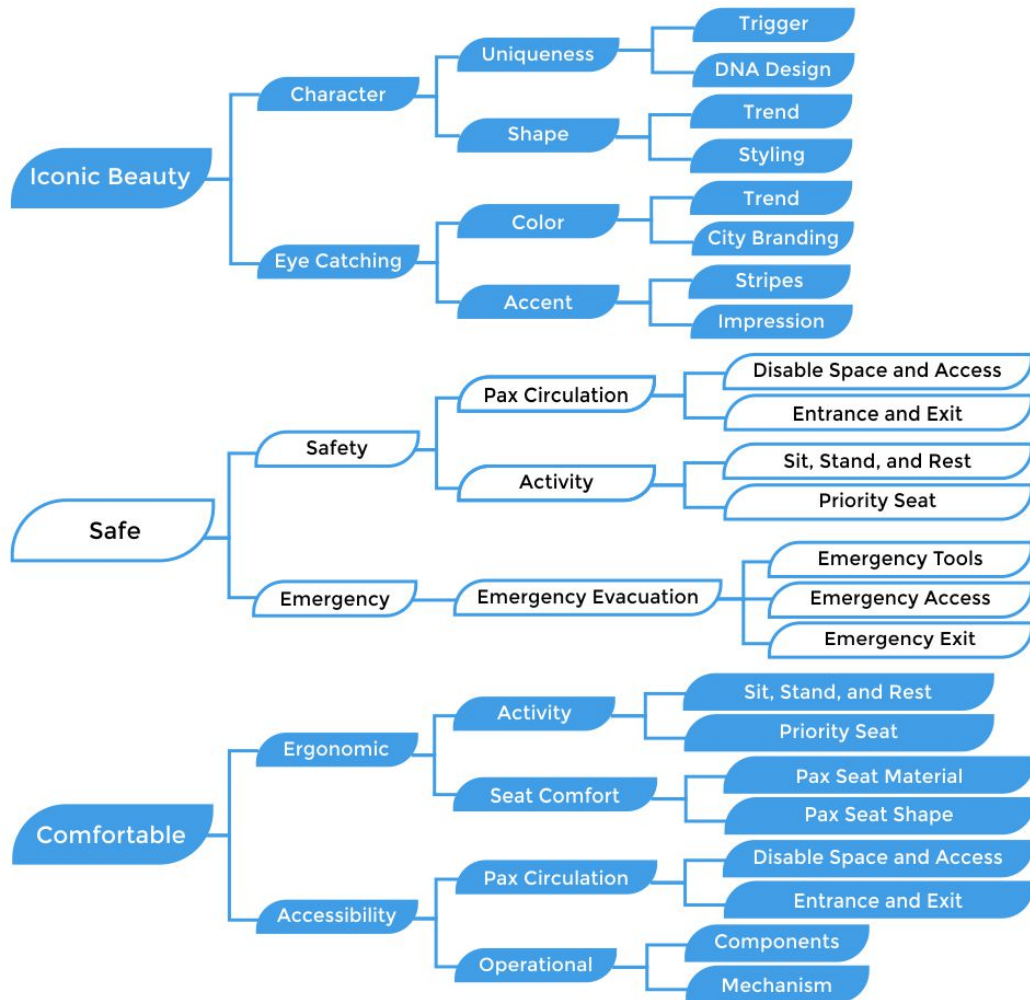 Iconic Beauty
Character
Uniqueness
Trigger
DNA Design
Shape
Trend
Styling
Eye Catching
Color
Trend
City Branding
Accent
Stripes
Impression
Safe
Safety
Pax Circulation
Disable Space and Access
Entrance and Exit
Activity
Sit, Stand, and Rest
Priority Seat
Emergency
Emergency Evacuation
Emergency Tools
Emergency Access
Emergency Exit
Comfortable
Ergonomic
Activity
Sit, Stand, and Rest
Priority Seat
Seat Comfort
Pax Seat Material
Pax Seat Shape
Accessibility
Pax Circulation
Disable Space and Access
Entrance and Exit
Operational
Components
Mechanism